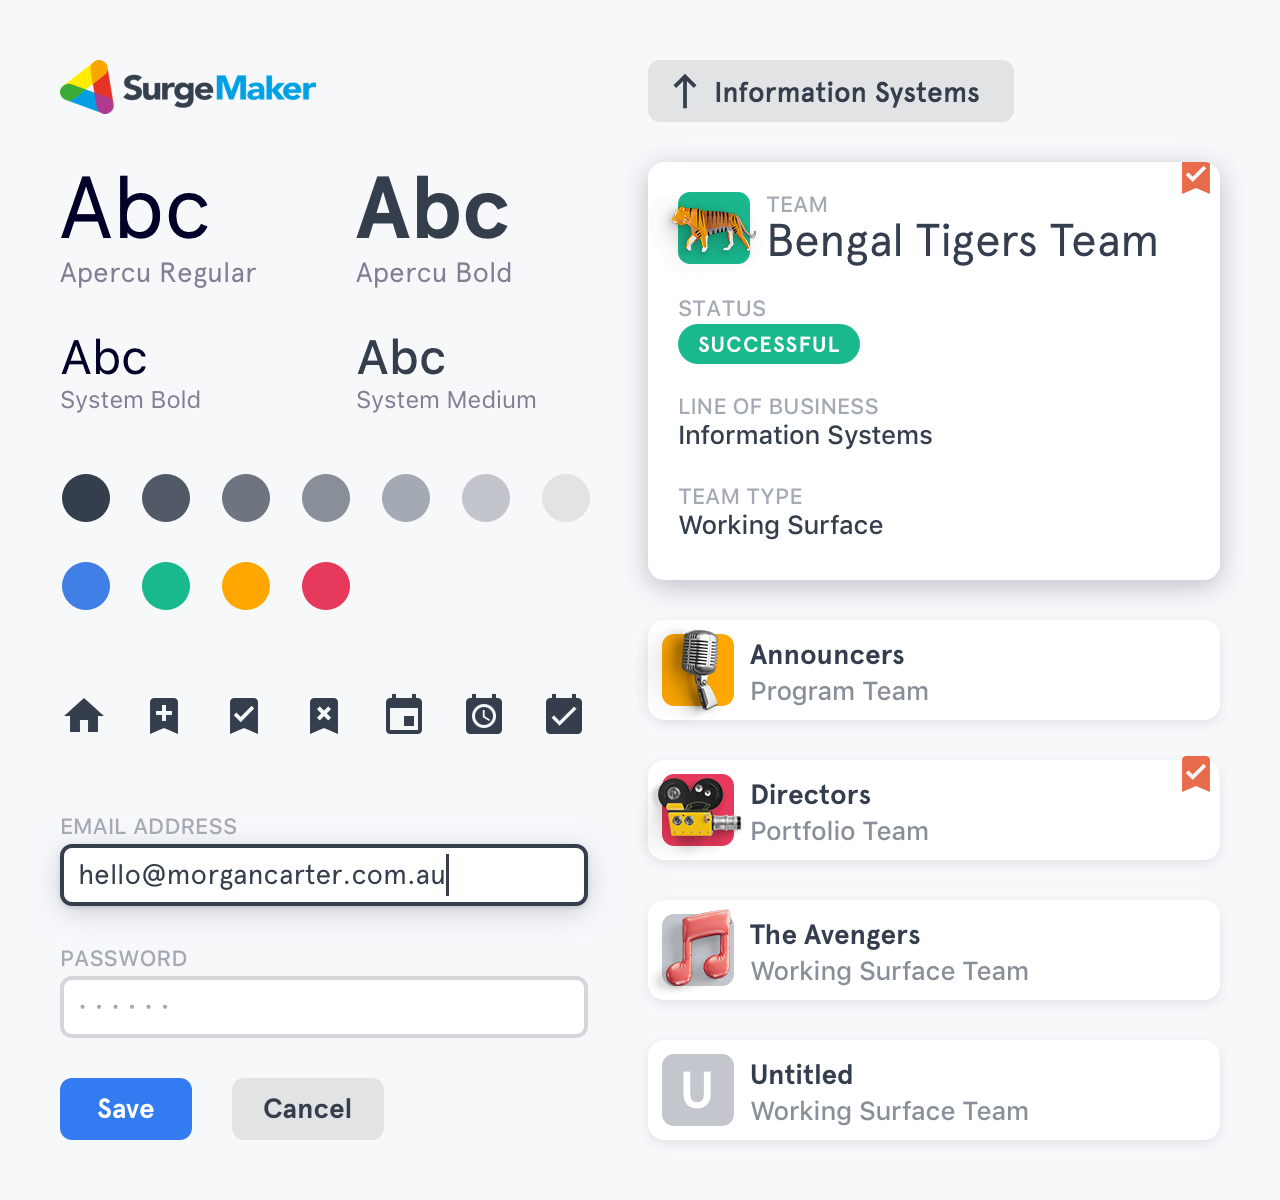 SurgeMaker
Abc
Apercu Regular
Abc
Apercu Bold
Abc
System Bold
Abc
System Medium
EMAIL ADDRESS
hello@morgancarter.com.au
PASSWORD
Save
Cancel
Information Systems
TEAM
Bengal Tigers Team
STATUS
SUCCESSFUL
LINE OF BUSINESS
Information Systems
TEAM TYPE
Working Surface
Announcers
Program Team
Directors
Portfolio Team
The Avengers
Working Surface Team
U
Untitled
Working Surface Team